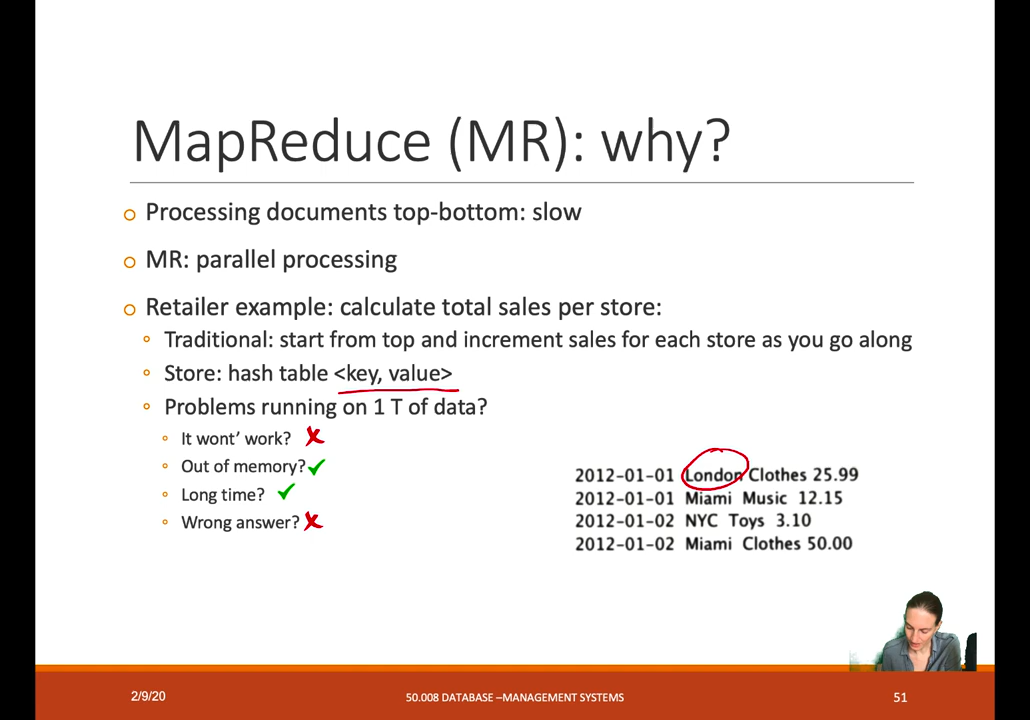 MapReduce (MR): why?
Processing documents top-bottom: slow
MR: parallel processing
Retailer example: calculate total sales per store:
Traditional: start from top and increment sales for each store as you go along
Store: hash table <key, value>
Problems running on 1 T of data?
It wont' work?
Out of memory?
Long time?
Wrong answer?
2012-01-01 London Clothes 25.99
2012-01-01 Miami Music 12.15
2012-01-02 NYC Toys 3.10
2012-01-02 Miami Clothes 50.00
2/9/20
50.008 DATABASE –MANAGEMENT SYSTEMS
51